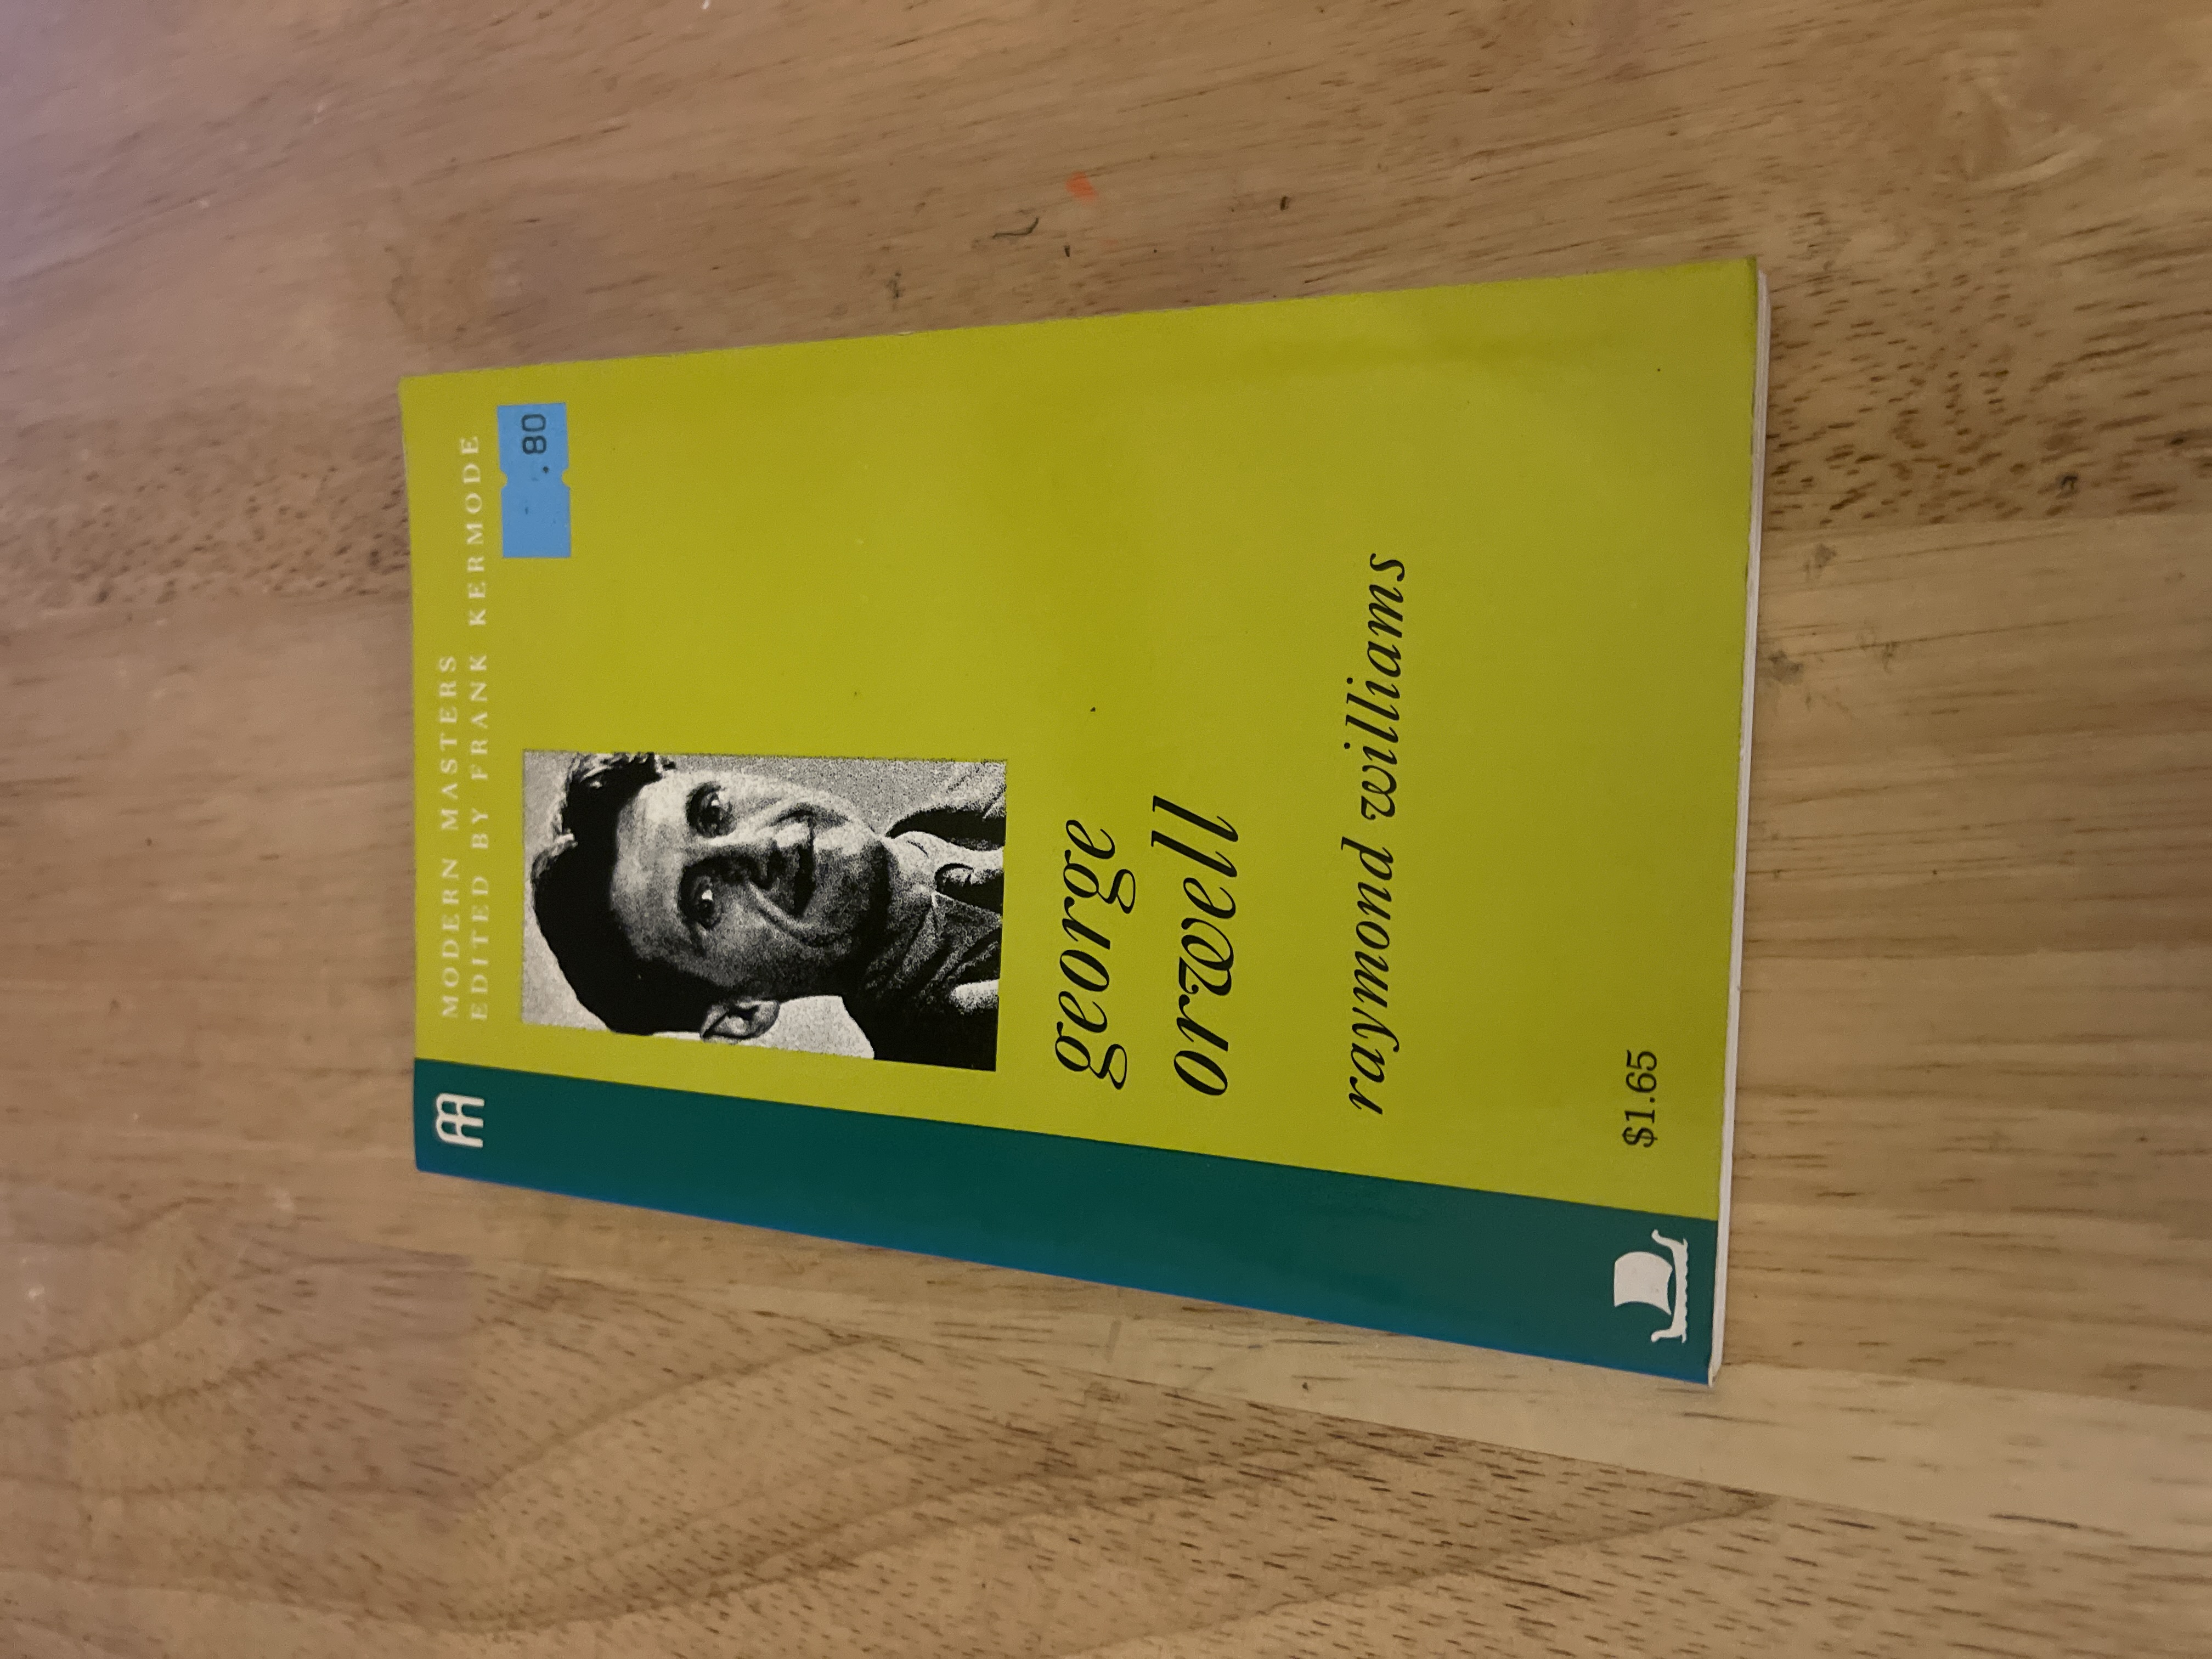 MODERN MASTERS
EDITED BY FRANK KERMODE
.80
george
orwell
raymond williams
$1.65